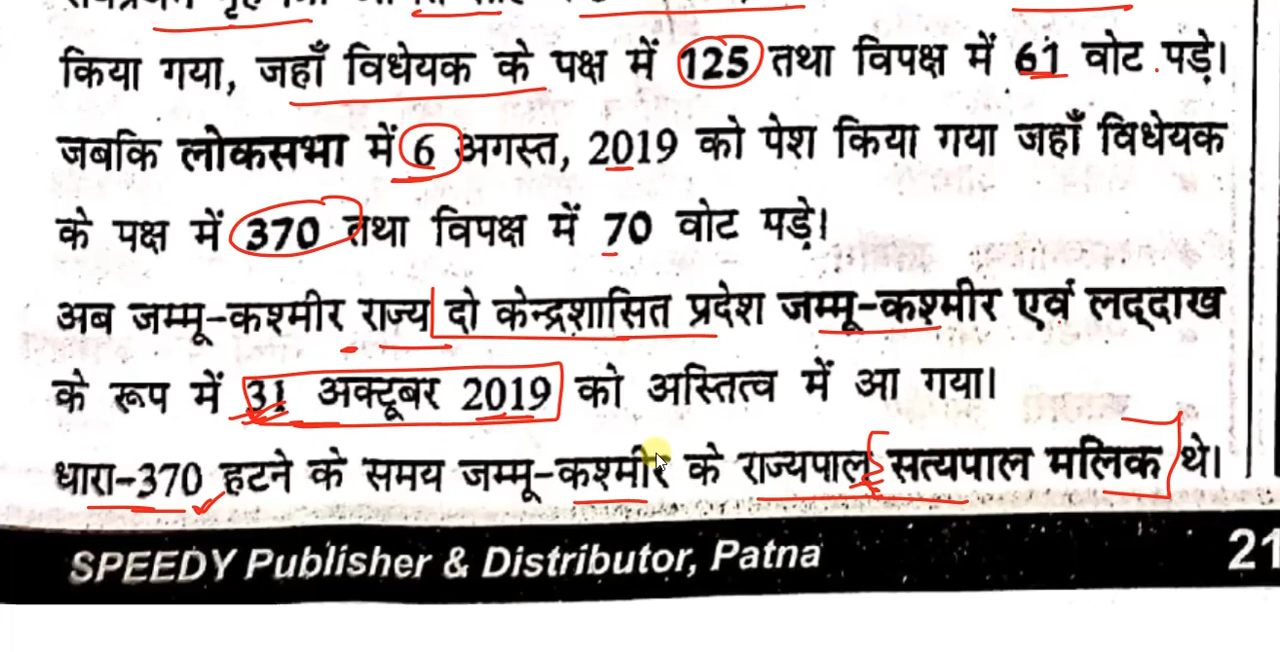 किया गया, जहाँ विधेयक के पक्ष में 125 तथा विपक्ष में 61 वोट पड़े।
जबकि लोकसभा में 6 अगस्त, 2019 को पेश किया गया जहाँ विधेयक
के पक्ष में 370 तथा विपक्ष में 70 वोट पड़े।
अब जम्मू-कश्मीर राज्य दो केन्द्रशासित प्रदेश जम्मू-कश्मीर एवं लद्दाख
के रूप में 31 अक्टूबर 2019 को अस्तित्व में आ गया।
धारा-370 हटने के समय जम्मू-कश्मीर के राज्यपाल सत्यपाल मलिक थे।
SPEEDY Publisher & Distributor, Patna
21